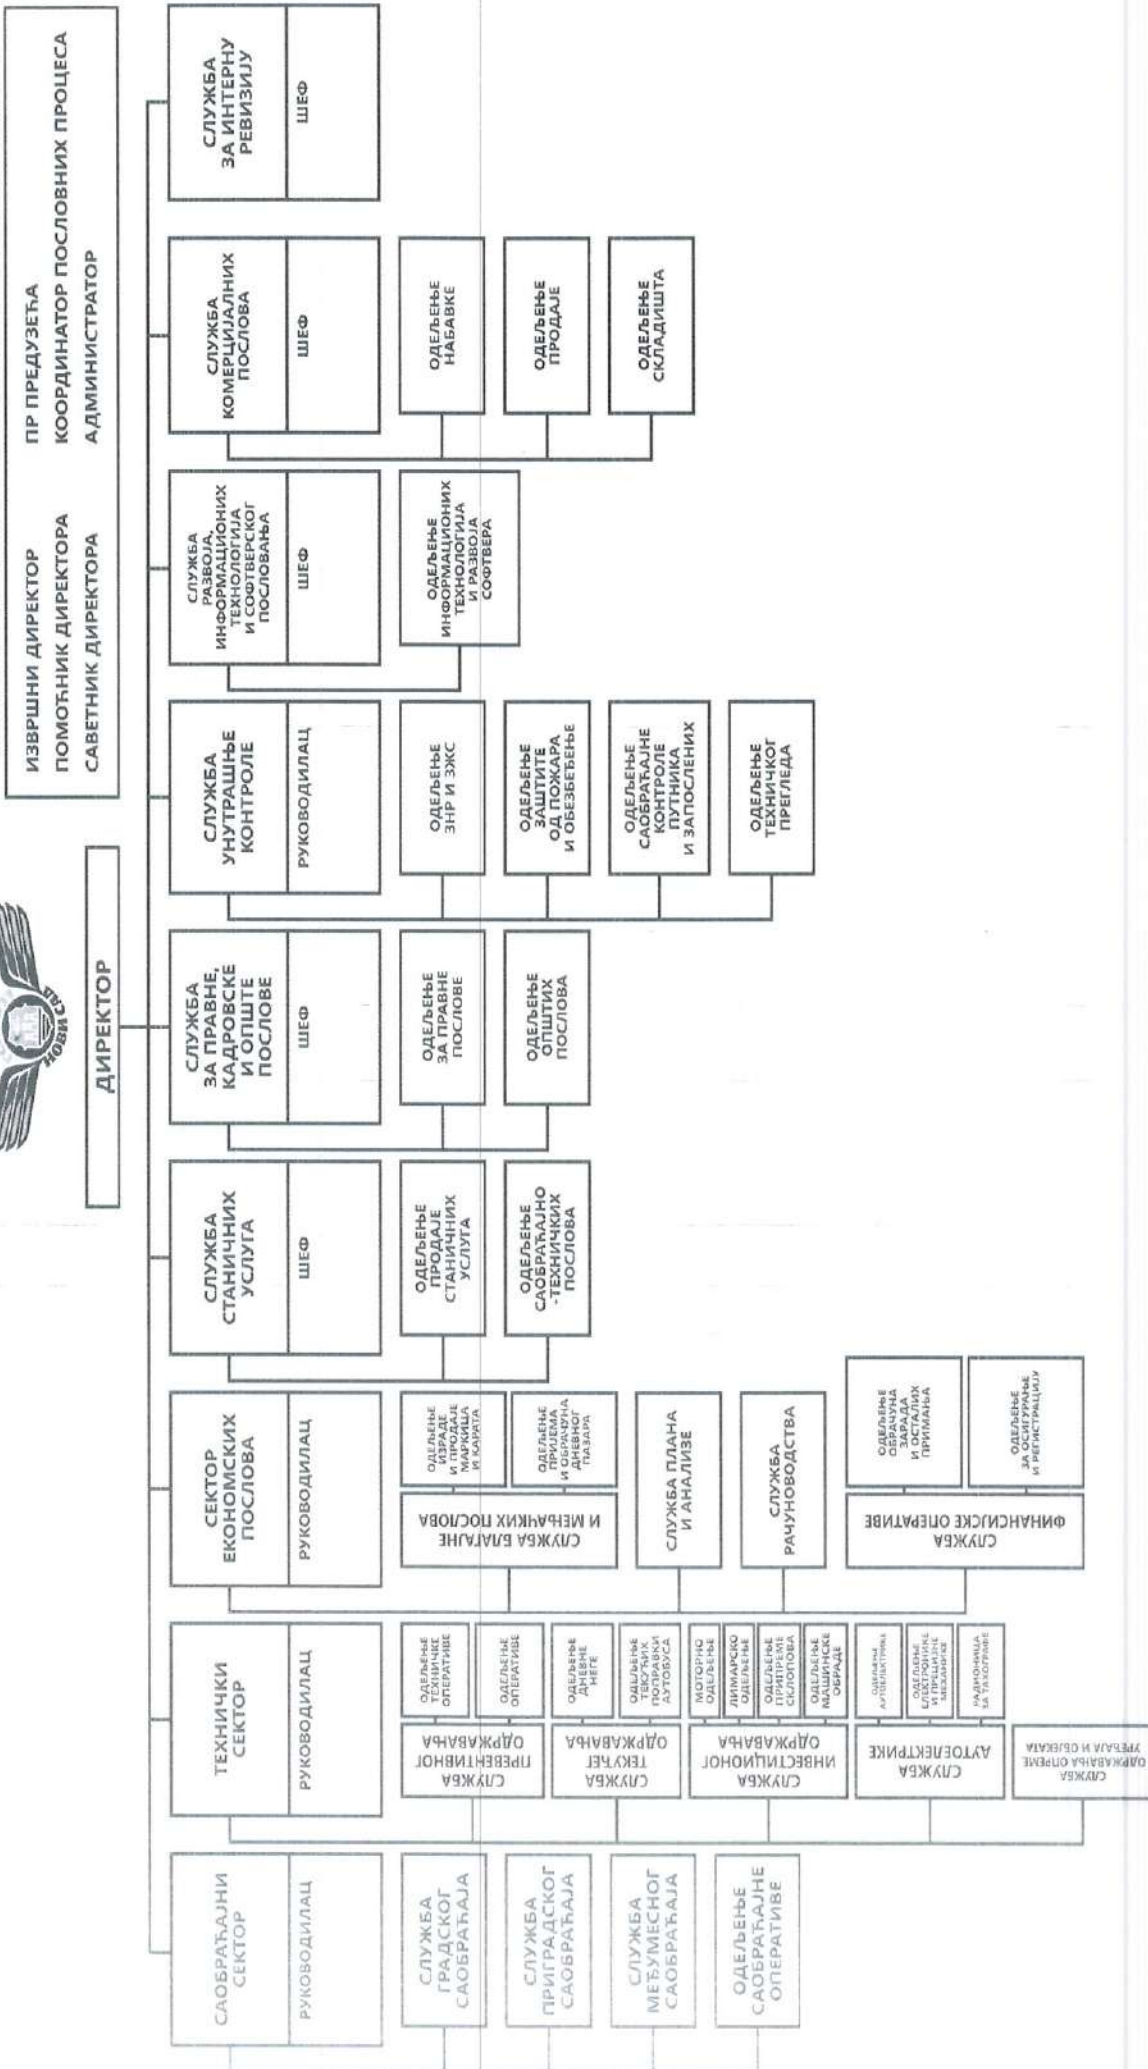 НОВИ САД
ДИРЕКТОР
ИЗВРШНИ ДИРЕКТОР
ПОМОЋНИК ДИРЕКТОРА
САВЕТНИК ДИРЕКТОРА
ПР ПРЕДУЗЕЋА
КООРДИНАТОР ПОСЛОВНИХ ПРОЦЕСА
АДМИНИСТРАТОР
САОБРАЋАЈНИ
СЕКТОР
РУКОВОДИЛАЦ
СЛУЖБА
ГРАДСКОГ
САОБРАЋАЈА
СЛУЖБА
ПРИГРАДСКОГ
САОБРАЋАЈА
СЛУЖБА
МЕЂУМЕСНОГ
САОБРАЋАЈА
ОДЕЉЕЊЕ
САОБРАЋАЈНЕ
ОПЕРАТИВЕ
ТЕХНИЧКИ
СЕКТОР
РУКОВОДИЛАЦ
СЛУЖБА
ПРЕВЕНТИВНОГ
ОДРЖАВАЊА
ОДЕЉЕЊЕ
ТЕХНИЧКЕ
ОПЕРАТИВЕ
ОДЕЉЕЊЕ
ОПЕРАТИВЕ
СЛУЖБА
ТЕКУЋЕГ
ОДРЖАВАЊА
ОДЕЉЕЊЕ
ДНЕВНЕ
НЕГЕ
ОДЕЉЕЊЕ
ТЕКУЋИХ
ПОПРАВКИ
АУТОБУСА
СЛУЖБА
ИНВЕСТИЦИОНОГ
ОДРЖАВАЊА
МОТОРНО
ОДЕЉЕЊЕ
ЛИМАРСКО
ОДЕЉЕЊЕ
ОДЕЉЕЊЕ
ПРИПРЕМЕ
СКЛОПОВА
ОДЕЉЕЊЕ
МАШИНСКЕ
ОБРАДЕ
СЛУЖБА
АУТОЕЛЕКТРИКЕ
ОДЕЉЕЊЕ
АУТОЕЛЕКТРИКЕ
ОДЕЉЕЊЕ
ЕЛЕКТРОНИКЕ
И ПРЕЦИЗНЕ
МЕХАНИКЕ
РАДИОНИЦА
ЗА ТАХОГРАФЕ
СЛУЖБА
ОДРЖАВАЊА ОПРЕМЕ
УРЕЂАЈА И ОБЈЕКАТА
СЕКТОР
ЕКОНОМСКИХ
ПОСЛОВА
РУКОВОДИЛАЦ
СЛУЖБА БЛАГАЈНЕ
И МЕЊАЧКИХ ПОСЛОВА
ОДЕЉЕЊЕ
ИЗРАДЕ
И ПРОДАЈЕ
МАРКИЦА
И КАРАТА
ОДЕЉЕЊЕ
ПРИЈЕМА
И ОБРАЧУНА
ДНЕВНОГ
ПАЗАРА
СЛУЖБА ПЛАНА
И АНАЛИЗЕ
СЛУЖБА
РАЧУНОВОДСТВА
СЛУЖБА
ФИНАНСИЈСКЕ ОПЕРАТИВЕ
ОДЕЉЕЊЕ
ОБРАЧУНА
ЗАРАДА
И ОСТАЛИХ
ПРИМАЊА
ОДЕЉЕЊЕ
ЗА ОСИГУРАЊЕ
И РЕГИСТРАЦИЈУ
СЛУЖБА
СТАНИЧНИХ
УСЛУГА
ШЕФ
ОДЕЉЕЊЕ
ПРОДАЈЕ
СТАНИЧНИХ
УСЛУГА
ОДЕЉЕЊЕ
САОБРАЋАЈНО
-ТЕХНИЧКИХ
ПОСЛОВА
СЛУЖБА
ЗА ПРАВНЕ,
КАДРОВСКЕ
И ОПШТЕ
ПОСЛОВЕ
ШЕФ
ОДЕЉЕЊЕ
ЗА ПРАВНЕ
ПОСЛОВЕ
ОДЕЉЕЊЕ
ОПШТИХ
ПОСЛОВА
СЛУЖБА
УНУТРАШЊЕ
КОНТРОЛЕ
РУКОВОДИЛАЦ
ОДЕЉЕЊЕ
ЗНР И ЗЖС
ОДЕЉЕЊЕ
ЗАШТИТЕ
ОД ПОЖАРА
И ОБЕЗБЕЂЕЊЕ
ОДЕЉЕЊЕ
САОБРАЋАЈНЕ
КОНТРОЛЕ
ПУТНИКА
И ЗАПОСЛЕНИХ
ОДЕЉЕЊЕ
ТЕХНИЧКОГ
ПРЕГЛЕДА
СЛУЖБА
РАЗВОЈА,
ИНФОРМАЦИОНИХ
ТЕХНОЛОГИЈА
И СОФТВЕРСКОГ
ПОСЛОВАЊА
ШЕФ
ОДЕЉЕЊЕ
ИНФОРМАЦИОНИХ
ТЕХНОЛОГИЈА
И РАЗВОЈА
СОФТВЕРА
СЛУЖБА
КОМЕРЦИЈАЛНИХ
ПОСЛОВА
ШЕФ
ОДЕЉЕЊЕ
НАБАВКЕ
ОДЕЉЕЊЕ
ПРОДАЈЕ
ОДЕЉЕЊЕ
СКЛАДИШТА
СЛУЖБА
ЗА ИНТЕРНУ
РЕВИЗИЈУ
ШЕФ